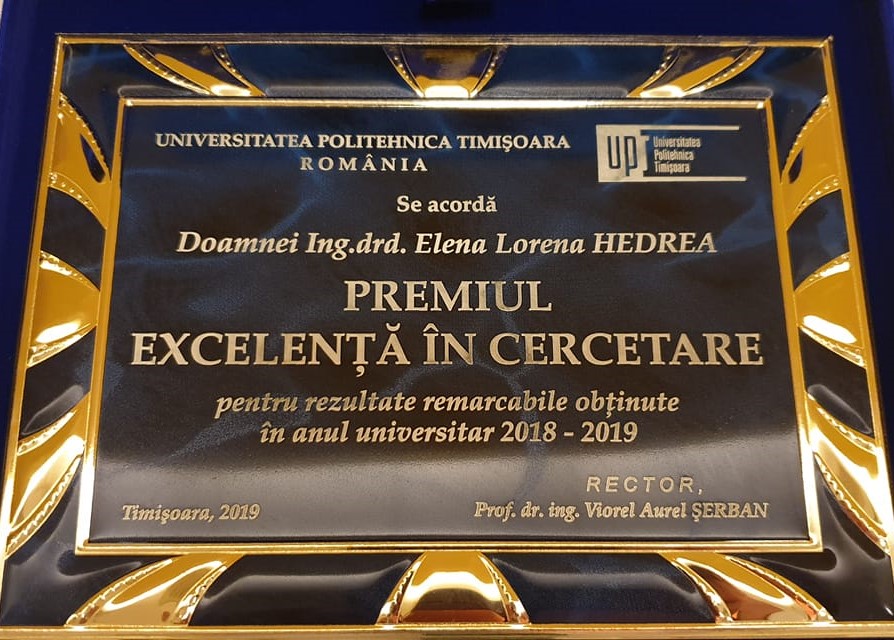 UNIVERSITATEA POLITEHNICA TIMIŞOARA
ROMÂNIA
UPT Universitatea
Politehnica
Timişoara
Se acordă
Doamnei Ing.drd. Elena Lorena HEDREA
PREMIUL
EXCELENȚĂ ÎN CERCETARE
pentru rezultate remarcabile obţinute
în anul universitar 2018 - 2019
RECTOR,
Timişoara, 2019
Prof. dr. ing. Viorel Aurel ŞERBAN